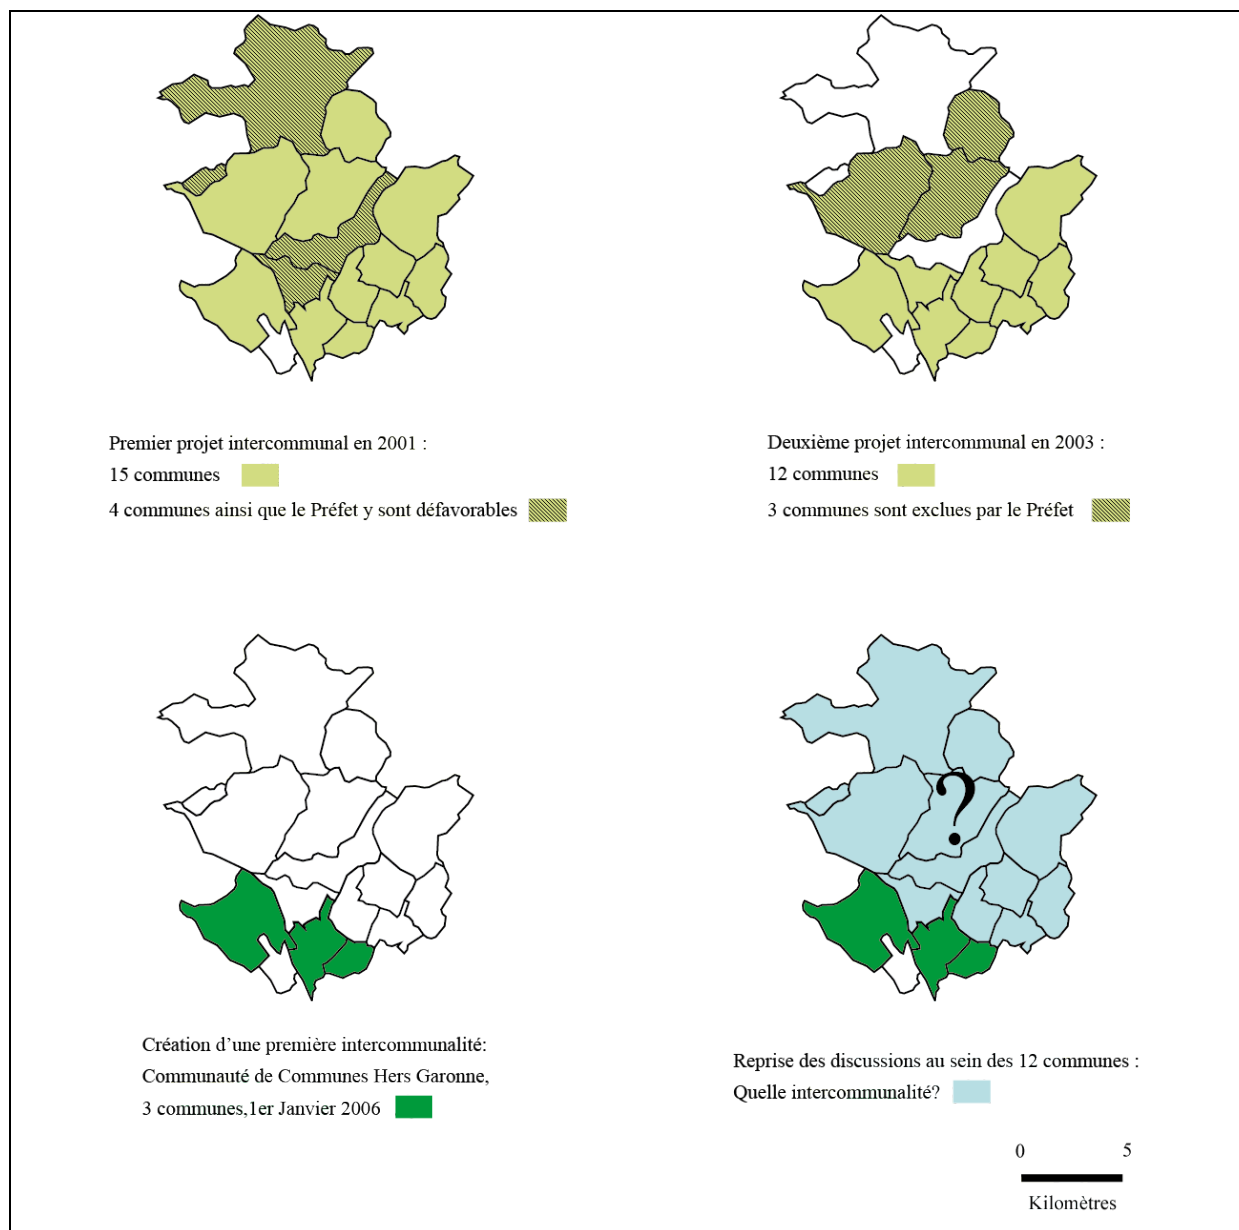 Premier projet intercommunal en 2001 :
15 communes
4 communes ainsi que le Préfet y sont défavorables
Deuxième projet intercommunal en 2003 :
12 communes
3 communes sont exclues par le Préfet
?
Création d’une première intercommunalité:
Communauté de Communes Hers Garonne,
3 communes,1er Janvier 2006
Reprise des discussions au sein des 12 communes :
Quelle intercommunalité?
0 5
Kilomètres